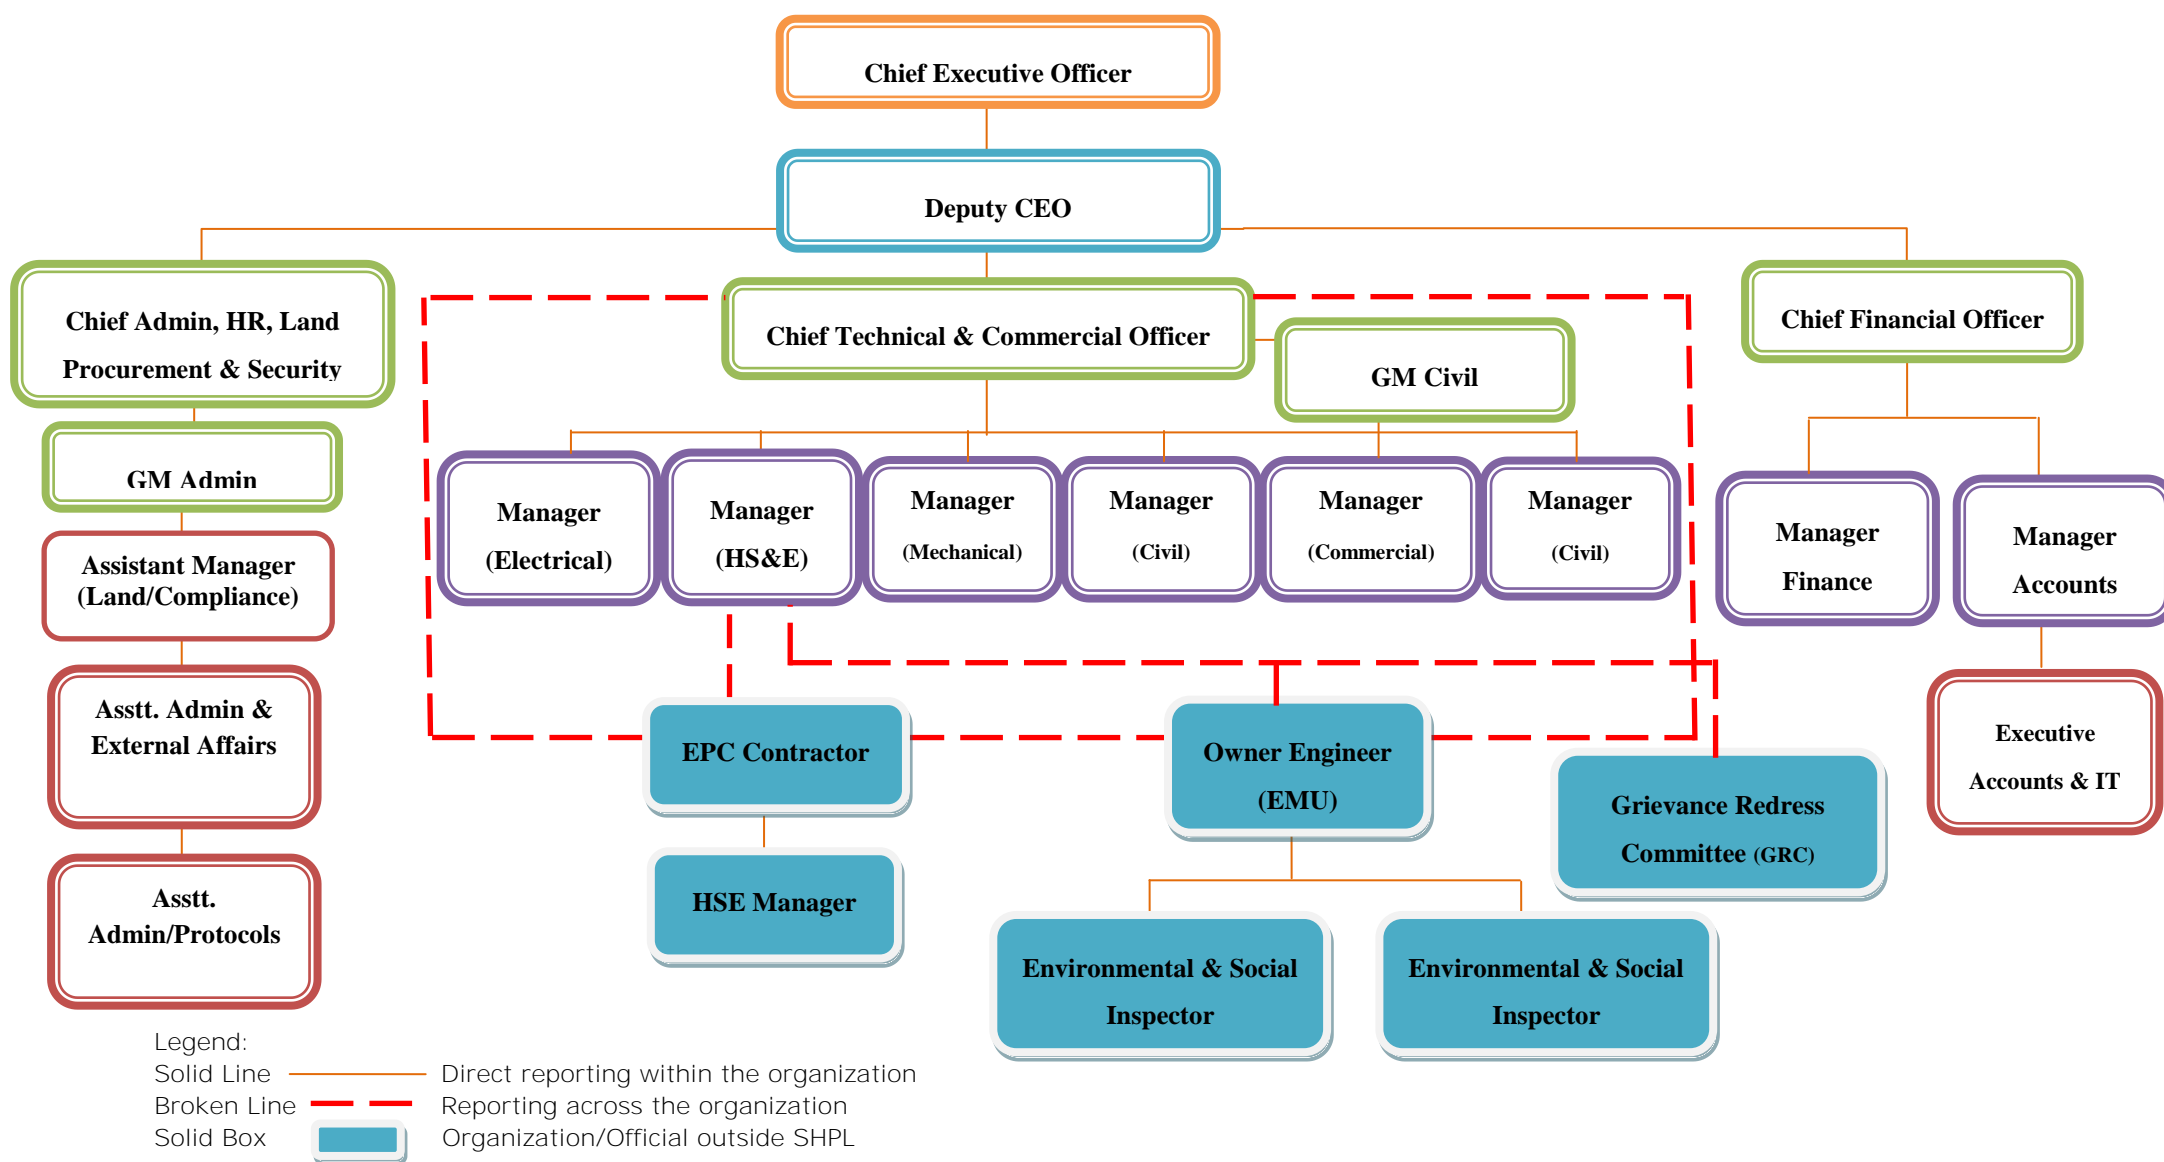 Chief Executive Officer
Deputy CEO
Chief Admin, HR, Land
Procurement & Security
Chief Technical & Commercial Officer
Chief Financial Officer
GM Civil
GM Admin
Manager
(Electrical)
Manager
(HS&E)
Manager
(Mechanical)
Manager
(Civil)
Manager
(Commercial)
Manager
(Civil)
Manager
Finance
Manager
Accounts
Assistant Manager
(Land/Compliance)
Asstt. Admin &
External Affairs
EPC Contractor
Owner Engineer
(EMU)
Grievance Redress
Committee (GRC)
Executive
Accounts & IT
Asstt.
Admin/Protocols
HSE Manager
Environmental & Social
Inspector
Environmental & Social
Inspector
Legend:
Solid Line Direct reporting within the organization
Broken Line Reporting across the organization
Solid Box Organization/Official outside SHPL